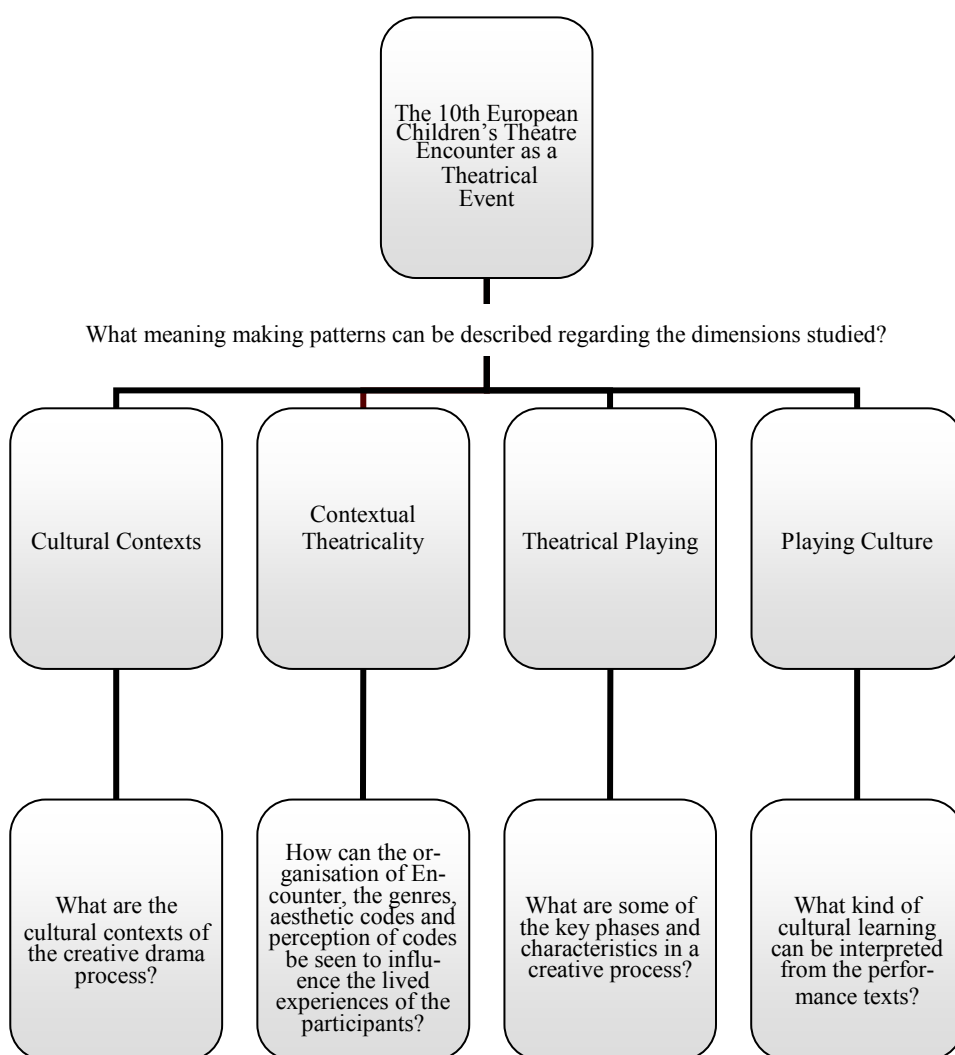 The 10th European
Children’s Theatre
Encounter as a
Theatrical
Event
What meaning making patterns can be described regarding the dimensions studied?
Cultural Contexts
Contextual
Theatricality
Theatrical Playing
Playing Culture
What are the
cultural contexts of
the creative drama
process?
How can the or-
ganisation of En-
counter, the genres,
aesthetic codes and
perception of codes
be seen to influ-
ence the lived
experiences of the
participants?
What are some of
the key phases and
characteristics in a
creative process?
What kind of
cultural learning
can be interpreted
from the perfor-
mance texts?